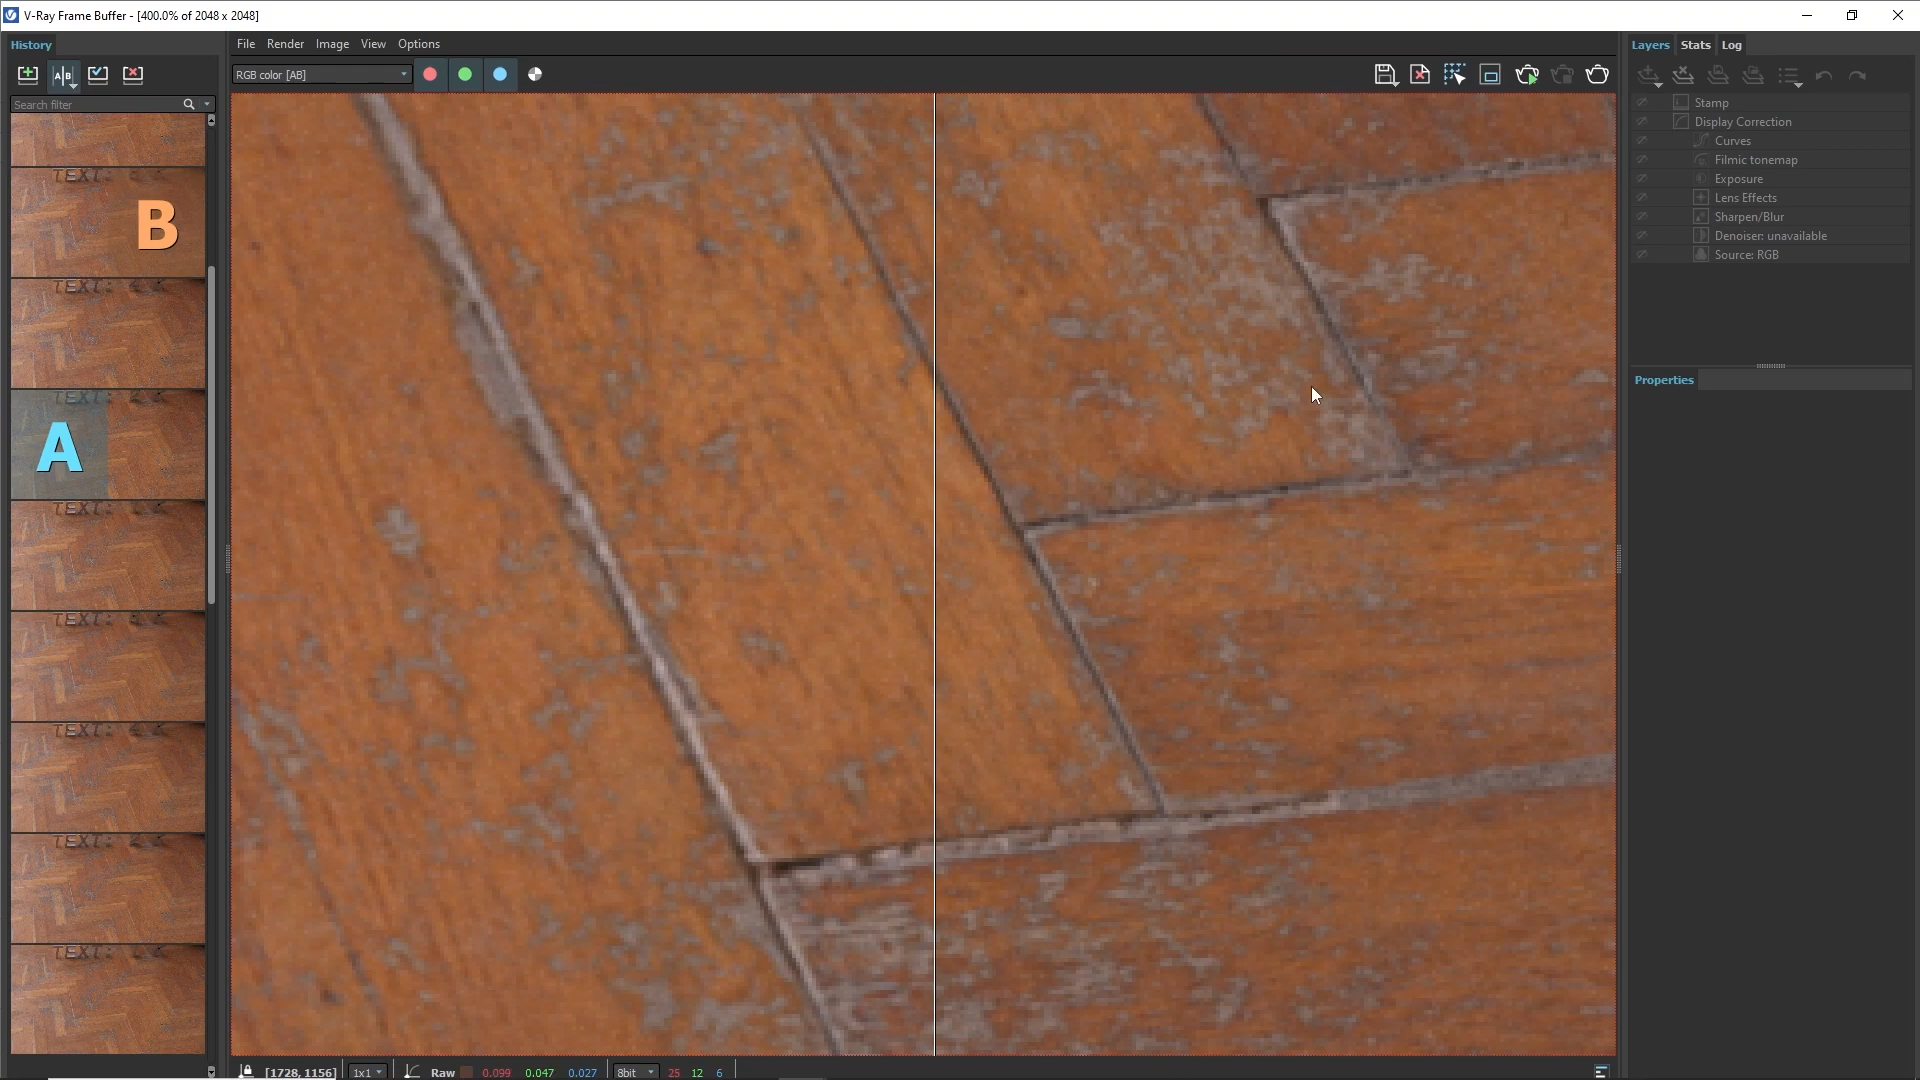 V-Ray Frame Buffer - [400.0% of 2048 x 2048]
History
File Render Image View Options
Layers Stats Log
RGB color [AB]
Search filter
B
A
Stamp
Display Correction
Curves
Filmic tonemap
Exposure
Lens Effects
Sharpen/Blur
Denoiser: unavailable
Source: RGB
Properties
[1728, 1156] 1x1 Raw 0.099 0.047 0.027 8bit 25 12 6